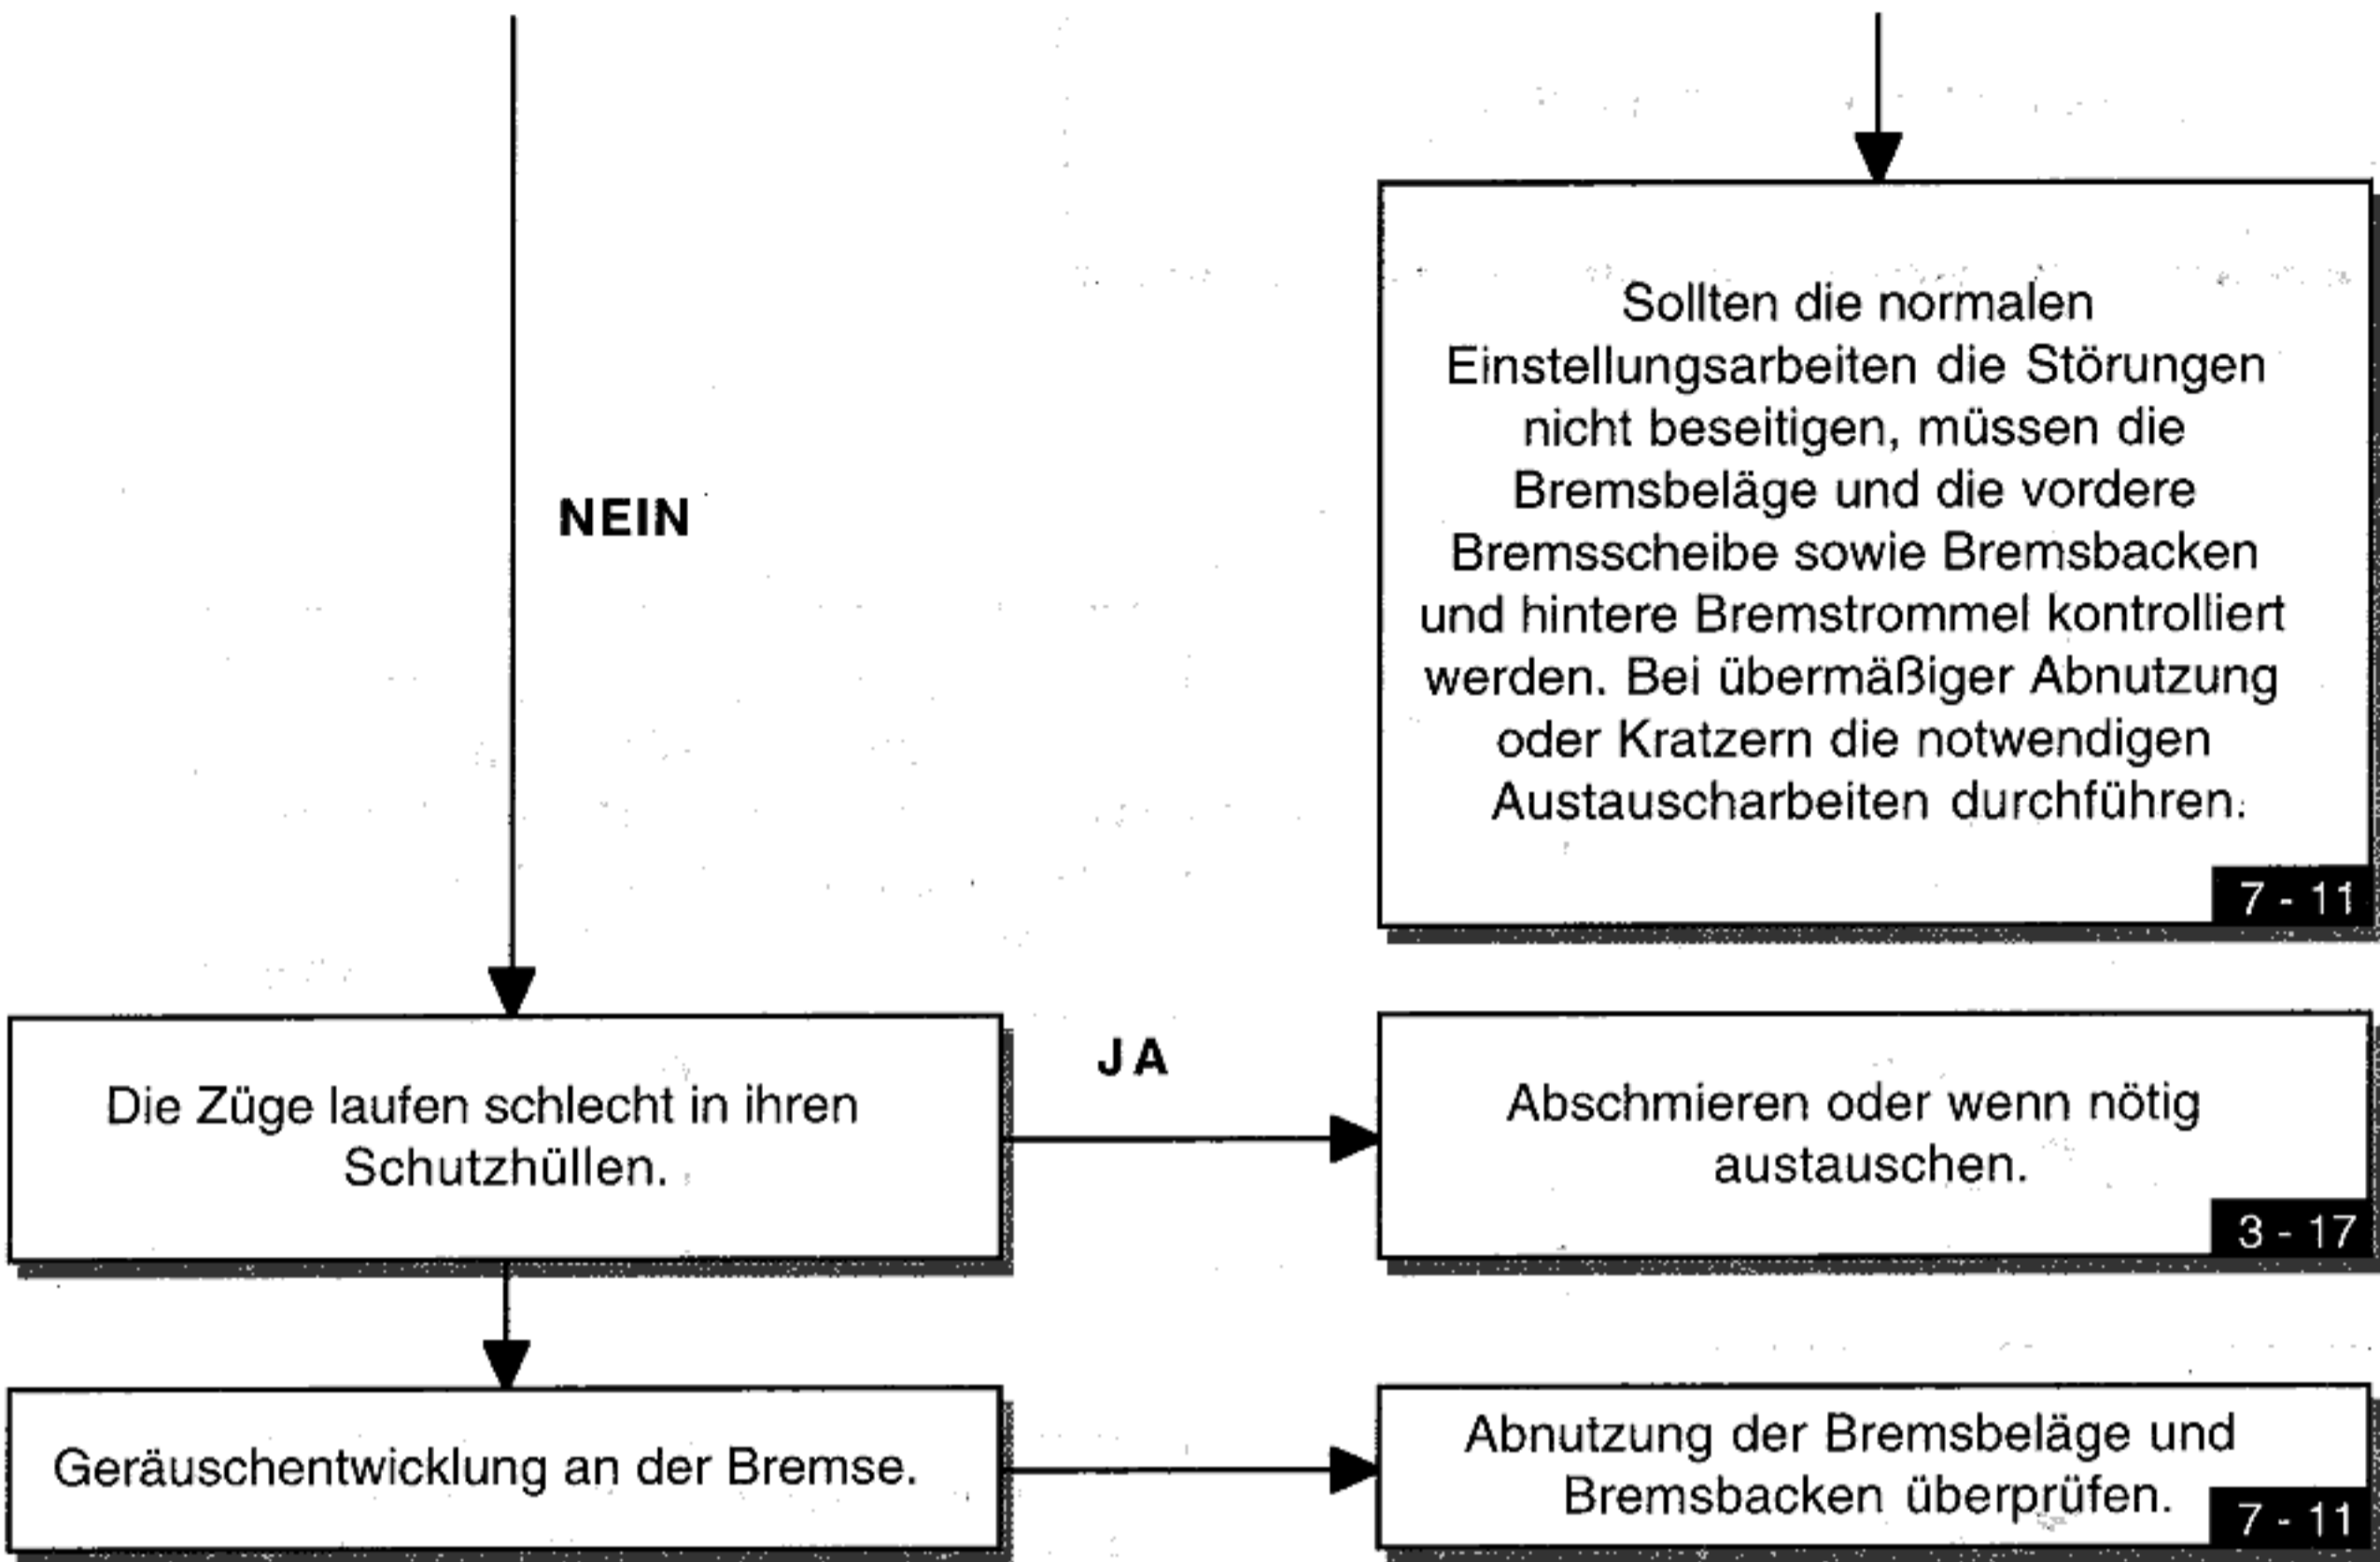 Sollten die normalen
Einstellungsarbeiten die Störungen
nicht beseitigen, müssen die
Bremsbeläge und die vordere
Bremsscheibe sowie Bremsbacken
und hintere Bremstrommel kontrolliert
werden. Bei übermäßiger Abnutzung
oder Kratzern die notwendigen
Austauscharbeiten durchführen.
7 - 11
NEIN
Die Züge laufen schlecht in ihren
Schutzhüllen.
JA
Abschmieren oder wenn nötig
austauschen.
3 - 17
Geräuschentwicklung an der Bremse.
Abnutzung der Bremsbeläge und
Bremsbacken überprüfen.
7 - 11